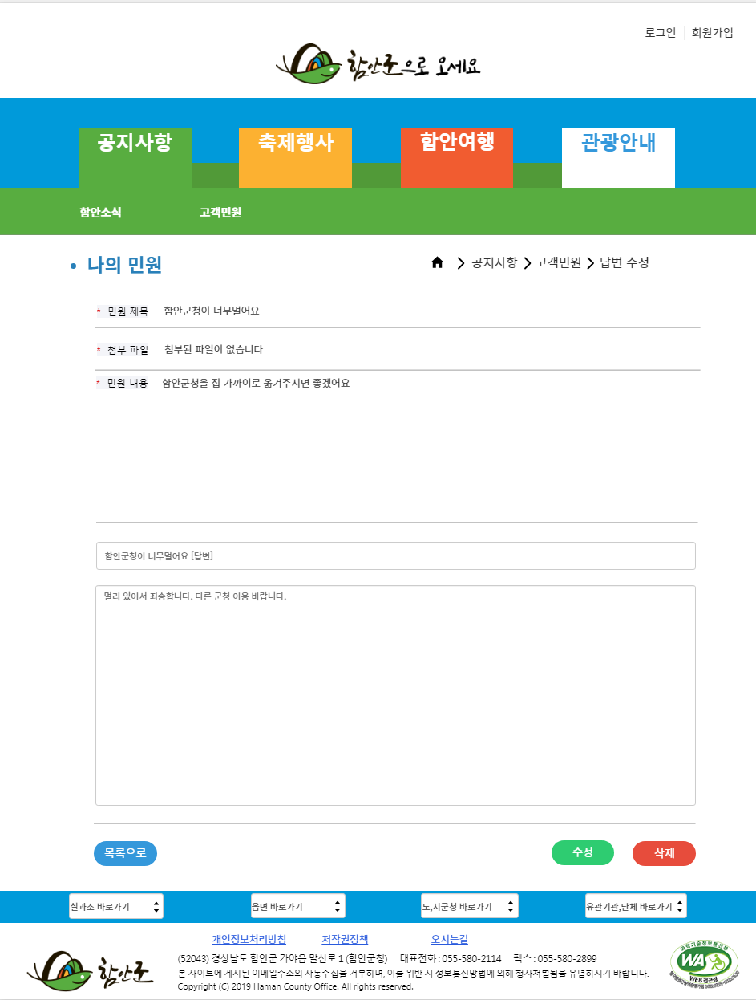 로그인 | 회원가입
함안군으로 오세요
공지사항 축제행사 함안여행 관광안내
함안소식 고객민원
• 나의 민원
> 공지사항 > 고객민원 > 답변 수정
* 민원 제목 함안군청이 너무멀어요
* 첨부 파일 첨부된 파일이 없습니다
* 민원 내용 함안군청을 집 가까이로 옮겨주시면 좋겠어요
함안군청이 너무멀어요 [답변]
멀리 있어서 죄송합니다. 다른 군청 이용 바랍니다.
목록으로 수정 삭제
실과소 바로가기 읍면 바로가기 도,시군청 바로가기 유관기관,단체 바로가기
개인정보처리방침 저작권정책 오시는길
함안군
(52043) 경상남도 함안군 가야읍 말산로 1 (함안군청) 대표전화 : 055-580-2114 팩스 : 055-580-2899
본 사이트에 게시된 이메일주소의 자동수집을 거부하며, 이를 위반 시 정보통신망법에 의해 형사처벌됨을 유념하시기 바랍니다.
Copyright (C) 2019 Haman County Office. All rights reserved.
과학기술정보통신부
WA
WEB 접근성